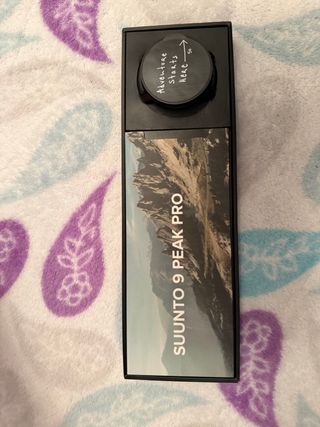 Adventure
Starts
Here
SUUNTO 9 PEAK PRO